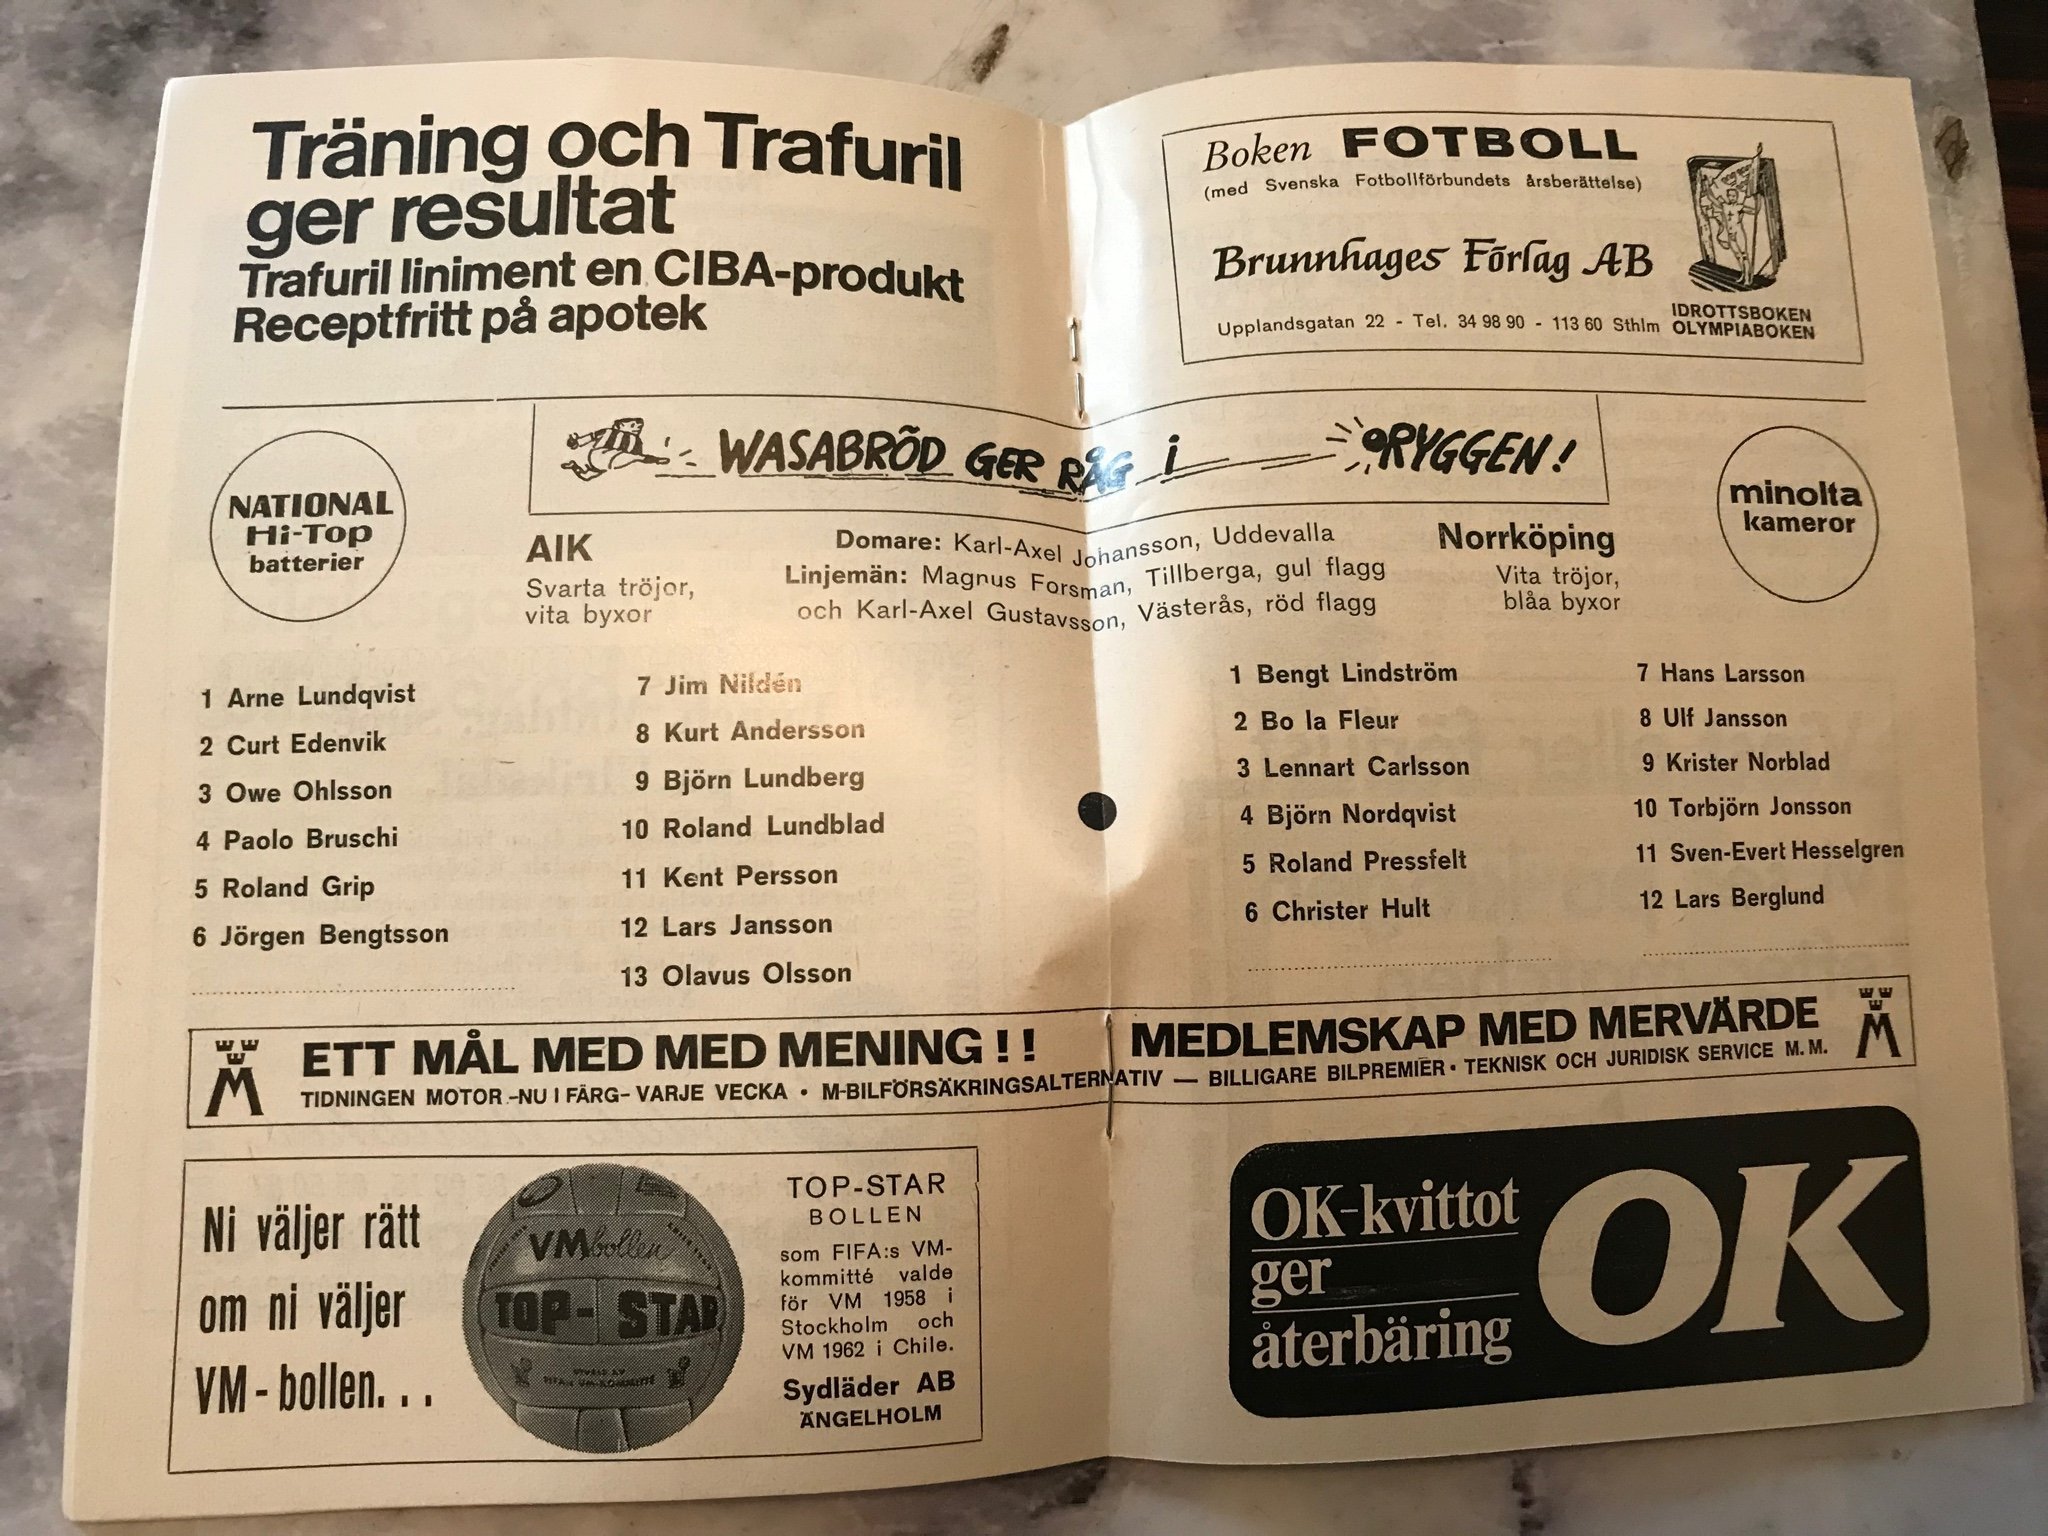 Träning och Trafuril
ger resultat
Trafuril liniment en CIBA-produkt
Receptfritt på apotek
Boken FOTBOLL
(med Svenska Fotbollförbundets årsberättelse)
Brunnhages Förlag AB
Upplandsgatan 22 - Tel. 34 98 90 - 113 60 Sthlm
IDROTTSBOKEN
OLYMPIABOKEN
WASABRÖD GER RÅG i RYGGEN!
NATIONAL
Hi-Top
batterier
minolta
kameror
AIK
Svarta tröjor,
vita byxor
Domare: Karl-Axel Johansson, Uddevalla
Linjemän: Magnus Forsman, Tillberga, gul flagg
och Karl-Axel Gustavsson, Västerås, röd flagg
Norrköping
Vita tröjor,
blåa byxor
1 Arne Lundqvist
2 Curt Edenvik
3 Owe Ohlsson
4 Paolo Bruschi
5 Roland Grip
6 Jörgen Bengtsson
7 Jim Nildén
8 Kurt Andersson
9 Björn Lundberg
10 Roland Lundblad
11 Kent Persson
12 Lars Jansson
13 Olavus Olsson
1 Bengt Lindström
2 Bo la Fleur
3 Lennart Carlsson
4 Björn Nordqvist
5 Roland Pressfelt
6 Christer Hult
7 Hans Larsson
8 Ulf Jansson
9 Krister Norblad
10 Torbjörn Jonsson
11 Sven-Evert Hesselgren
12 Lars Berglund
M
ETT MÅL MED MED MENING!! MEDLEMSKAP MED MERVÄRDE
TIDNINGEN MOTOR -NU I FÄRG- VARJE VECKA • M-BILFÖRSÄKRINGSALTERNATIV — BILLIGARE BILPREMIER • TEKNISK OCH JURIDISK SERVICE M. M.
M
Ni väljer rätt
om ni väljer
VM-bollen...
VMbollen
TOP-STAR
UTVALD AV
FIFA:s VM-KOMMITTÉ
TOP-STAR
BOLLEN
som FIFA:s VM-
kommitté valde
för VM 1958 i
Stockholm och
VM 1962 i Chile.
Sydläder AB
ÄNGELHOLM
OK-kvittot
ger
återbäring
OK